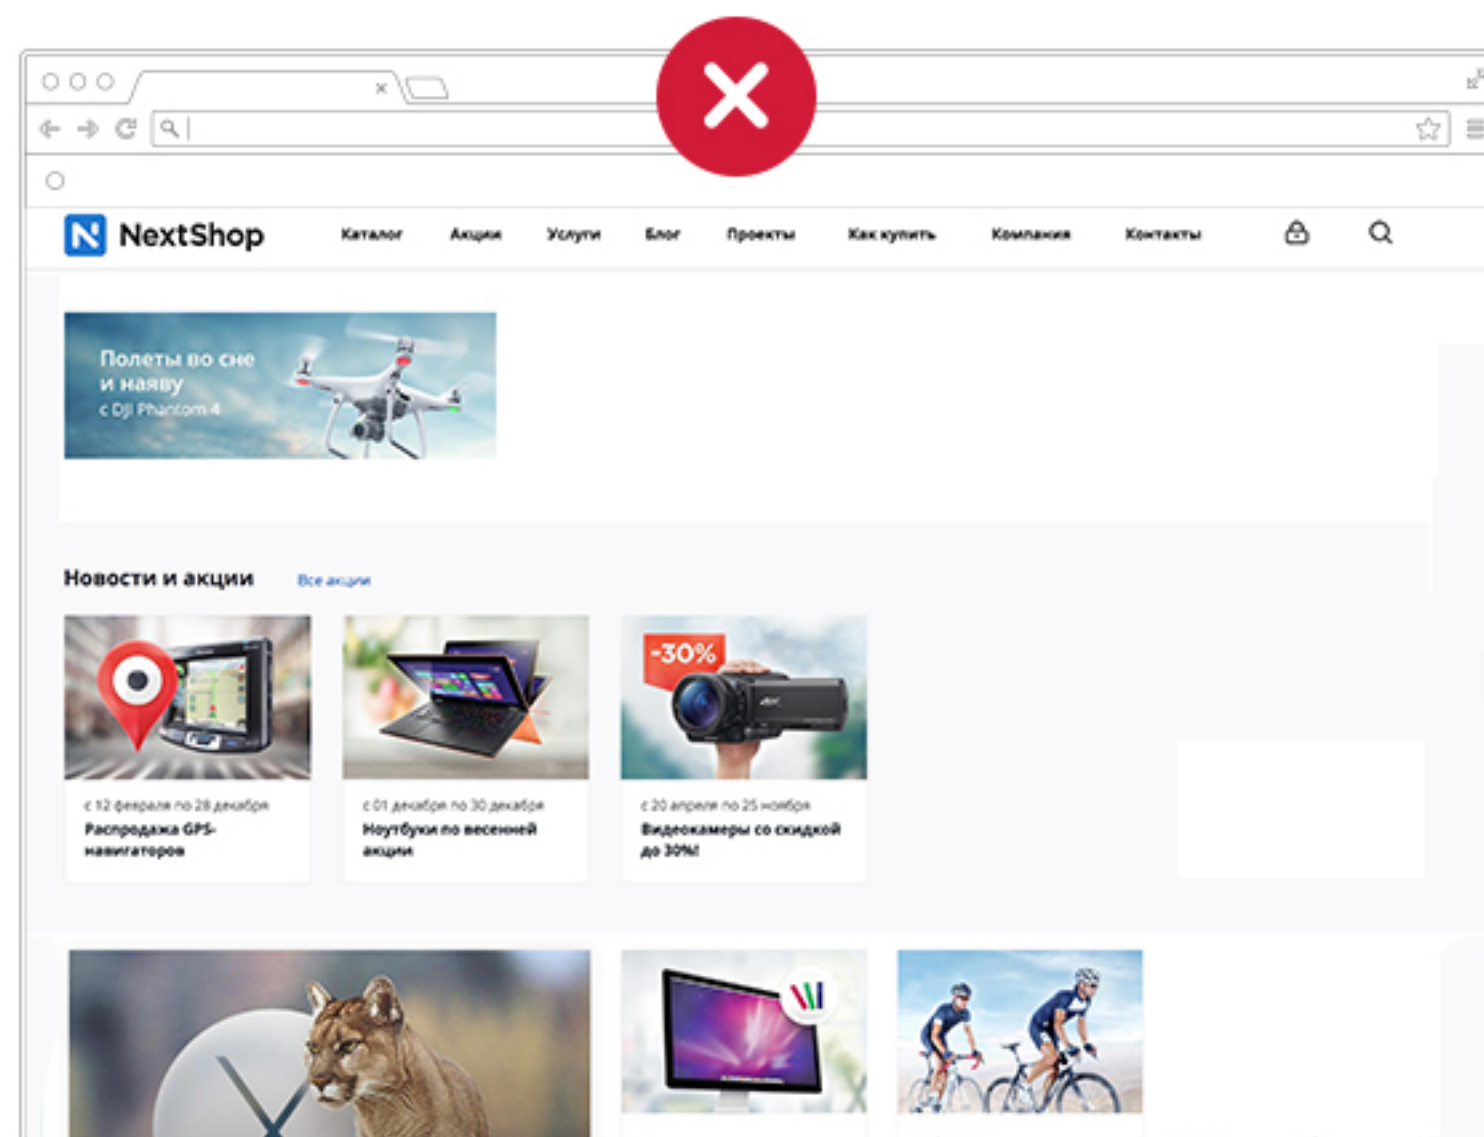 NextShop
Каталог Акции Услуги Блог Проекты Как купить Компания Контакты
Полеты во сне
и наяву
с DJI Phantom 4
Новости и акции Все акции
-30%
с 12 февраля по 28 декабря
Распродажа GPS-
навигаторов
с 01 декабря по 30 декабря
Ноутбуки по весенней
акции
с 20 апреля по 25 ноября
Видеокамеры со скидкой
до 30%!